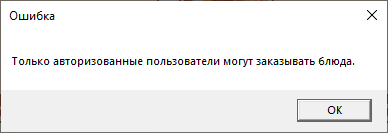 Ошибка
Только авторизованные пользователи могут заказывать блюда.
OK